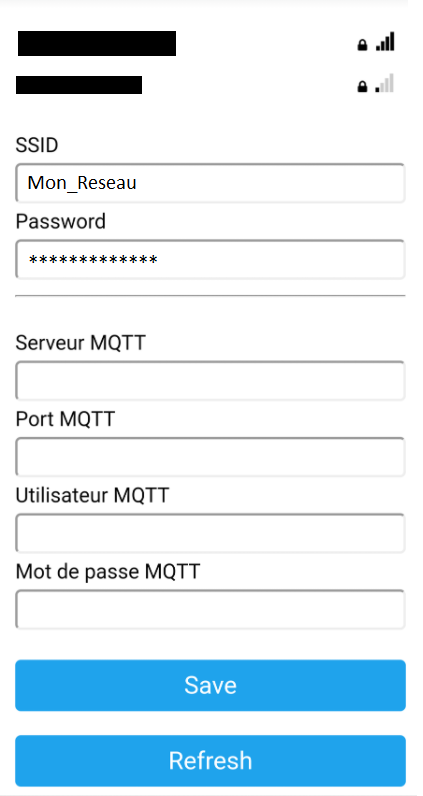 SSID
Mon_Reseau
Password
*************
Serveur MQTT
Port MQTT
Utilisateur MQTT
Mot de passe MQTT
Save
Refresh